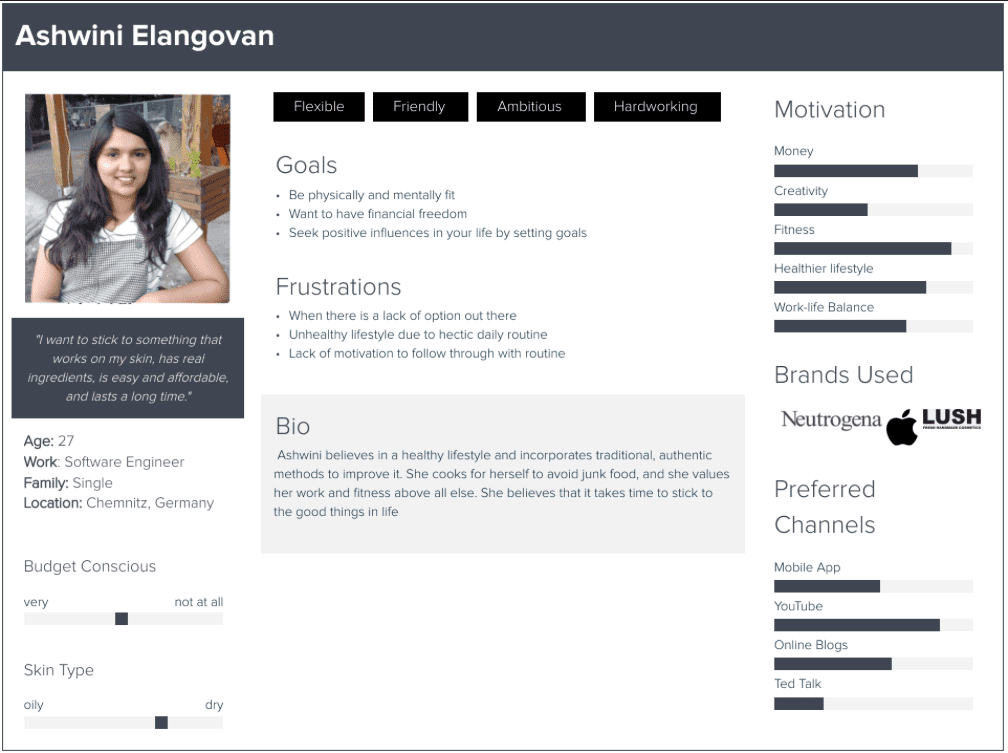 Ashwini Elangovan
"I want to stick to something that
works on my skin, has real
ingredients, is easy and affordable,
and lasts a long time."
Age: 27
Work: Software Engineer
Family: Single
Location: Chemnitz, Germany
Budget Conscious
very not at all
Skin Type
oily dry
Flexible Friendly Ambitious Hardworking
Goals
• Be physically and mentally fit
• Want to have financial freedom
• Seek positive influences in your life by setting goals
Frustrations
• When there is a lack of option out there
• Unhealthy lifestyle due to hectic daily routine
• Lack of motivation to follow through with routine
Bio
Ashwini believes in a healthy lifestyle and incorporates traditional, authentic
methods to improve it. She cooks for herself to avoid junk food, and she values
her work and fitness above all else. She believes that it takes time to stick to
the good things in life
Motivation
Money
Creativity
Fitness
Healthier lifestyle
Work-life Balance
Brands Used
Neutrogena
LUSH
FRESH HANDMADE COSMETICS
Preferred
Channels
Mobile App
YouTube
Online Blogs
Ted Talk